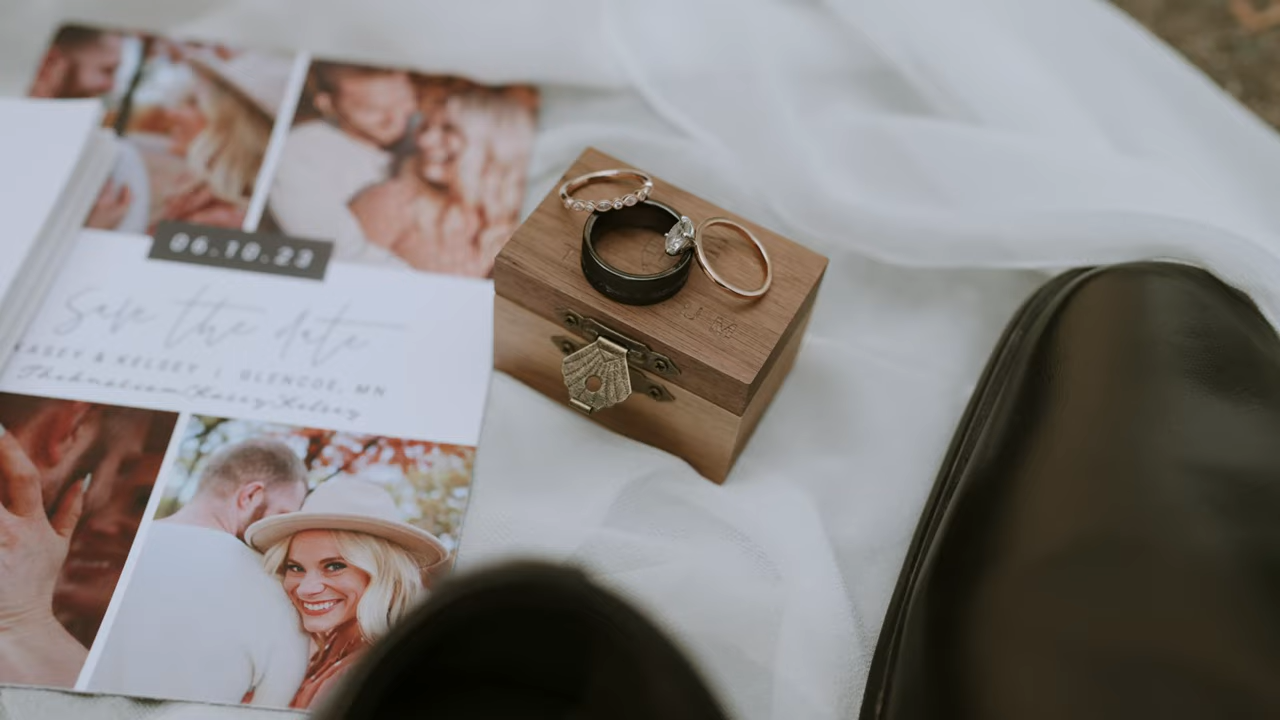 06.10.23
Save the date
KASEY & KELSEY | GLENCOE, MN